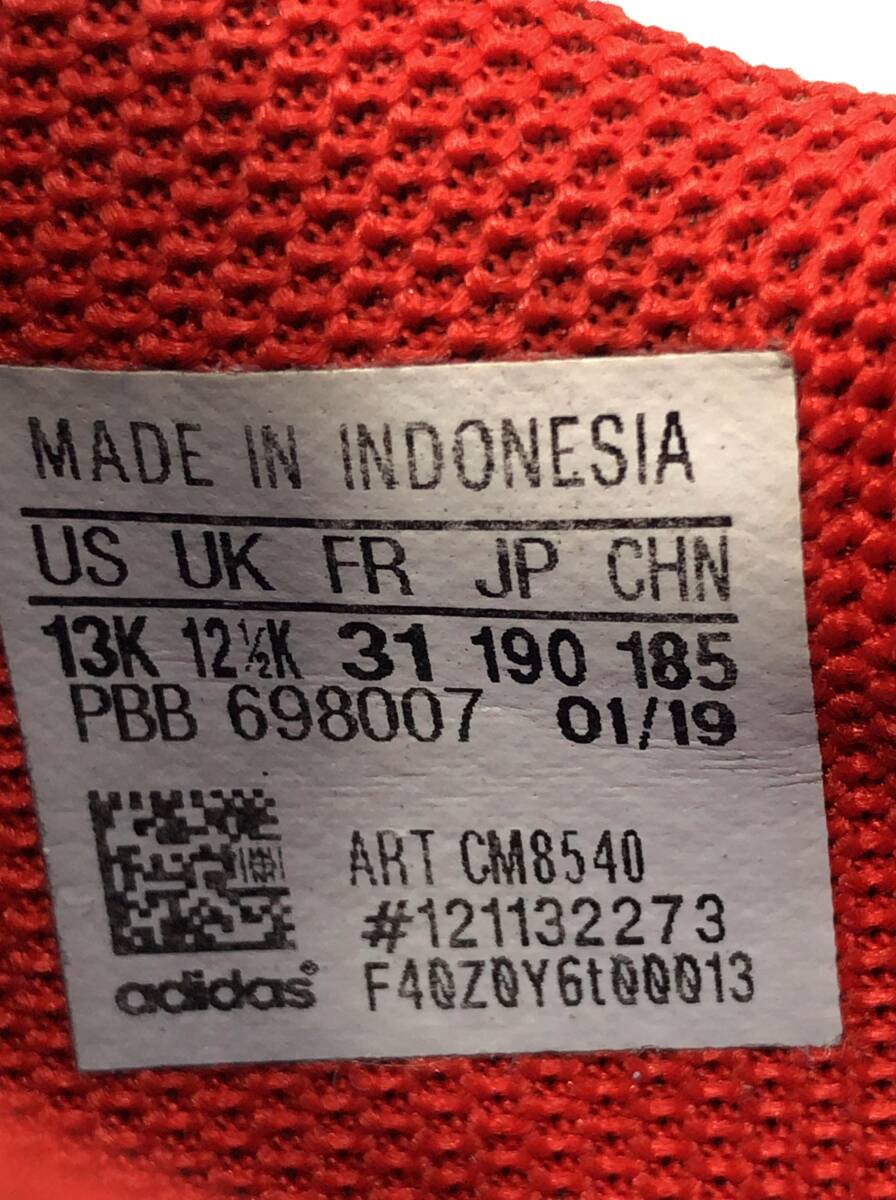 MADE IN INDONESIA
US UK FR JP CHN
13K 12½K 31 190 185
PBB 698007 01/19
ART CM8540
#121132273
adidas® F40Z0Y6t00013